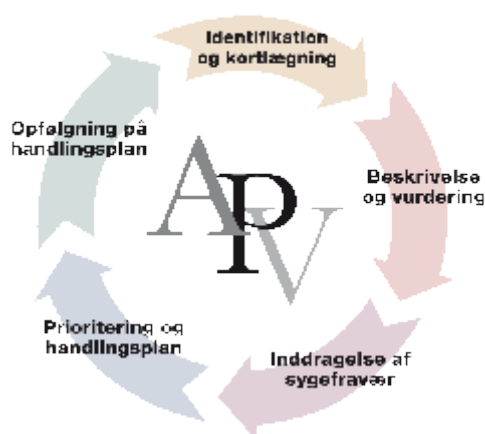 Identifikation
og kortlægning
Beskrivelse
og vurdering
Inddragelse af
sygefravær
Prioritering og
handlingsplan
Opfølgning på
handlingsplan
APV